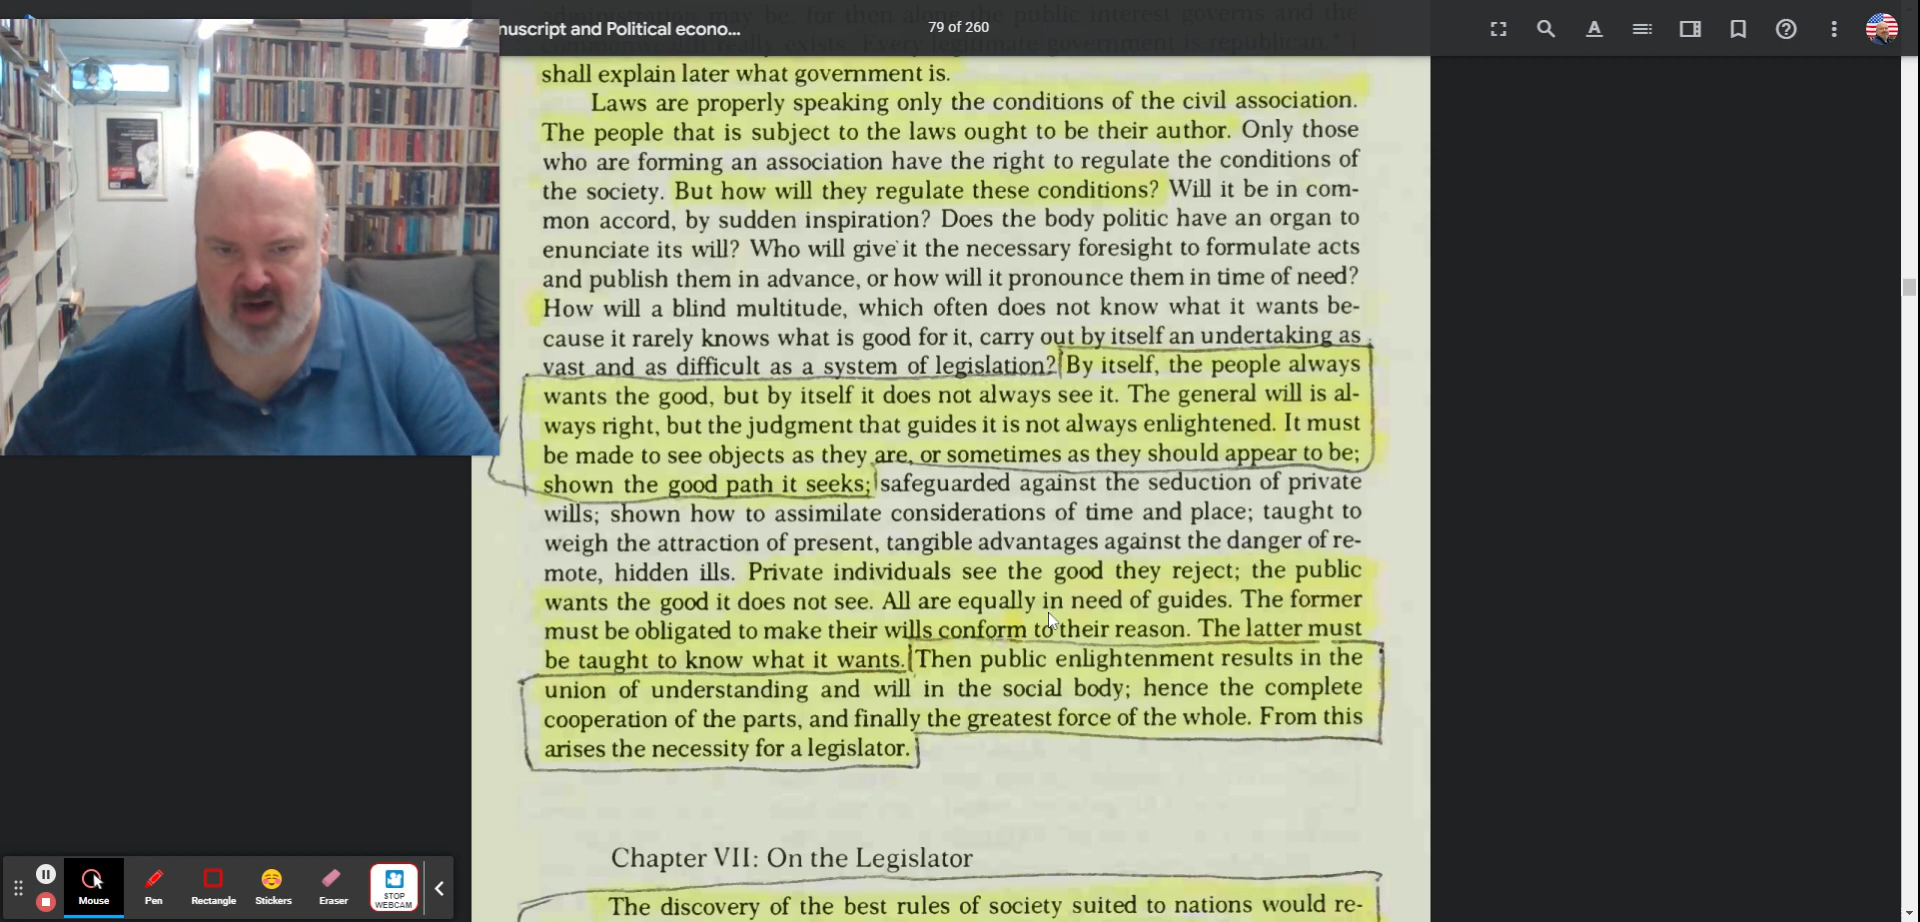 nuscript and Political econo...
79 of 260
administration may be, for then alone the public interest governs and the
shall explain later what government is.
Laws are properly speaking only the conditions of the civil association.
The people that is subject to the laws ought to be their author. Only those
who are forming an association have the right to regulate the conditions of
the society. But how will they regulate these conditions? Will it be in com-
mon accord, by sudden inspiration? Does the body politic have an organ to
enunciate its will? Who will give it the necessary foresight to formulate acts
and publish them in advance, or how will it pronounce them in time of need?
How will a blind multitude, which often does not know what it wants be-
cause it rarely knows what is good for it, carry out by itself an undertaking as
vast and as difficult as a system of legislation? By itself, the people always
wants the good, but by itself it does not always see it. The general will is al-
ways right, but the judgment that guides it is not always enlightened. It must
be made to see objects as they are, or sometimes as they should appear to be;
shown the good path it seeks; safeguarded against the seduction of private
wills; shown how to assimilate considerations of time and place; taught to
weigh the attraction of present, tangible advantages against the danger of re-
mote, hidden ills. Private individuals see the good they reject; the public
wants the good it does not see. All are equally in need of guides. The former
must be obligated to make their wills conform to their reason. The latter must
be taught to know what it wants. Then public enlightenment results in the
union of understanding and will in the social body; hence the complete
cooperation of the parts, and finally the greatest force of the whole. From this
arises the necessity for a legislator.
Chapter VII: On the Legislator
The discovery of the best rules of society suited to nations would re-
Mouse
Pen
Rectangle
Stickers
Eraser
STOP
WEBCAM